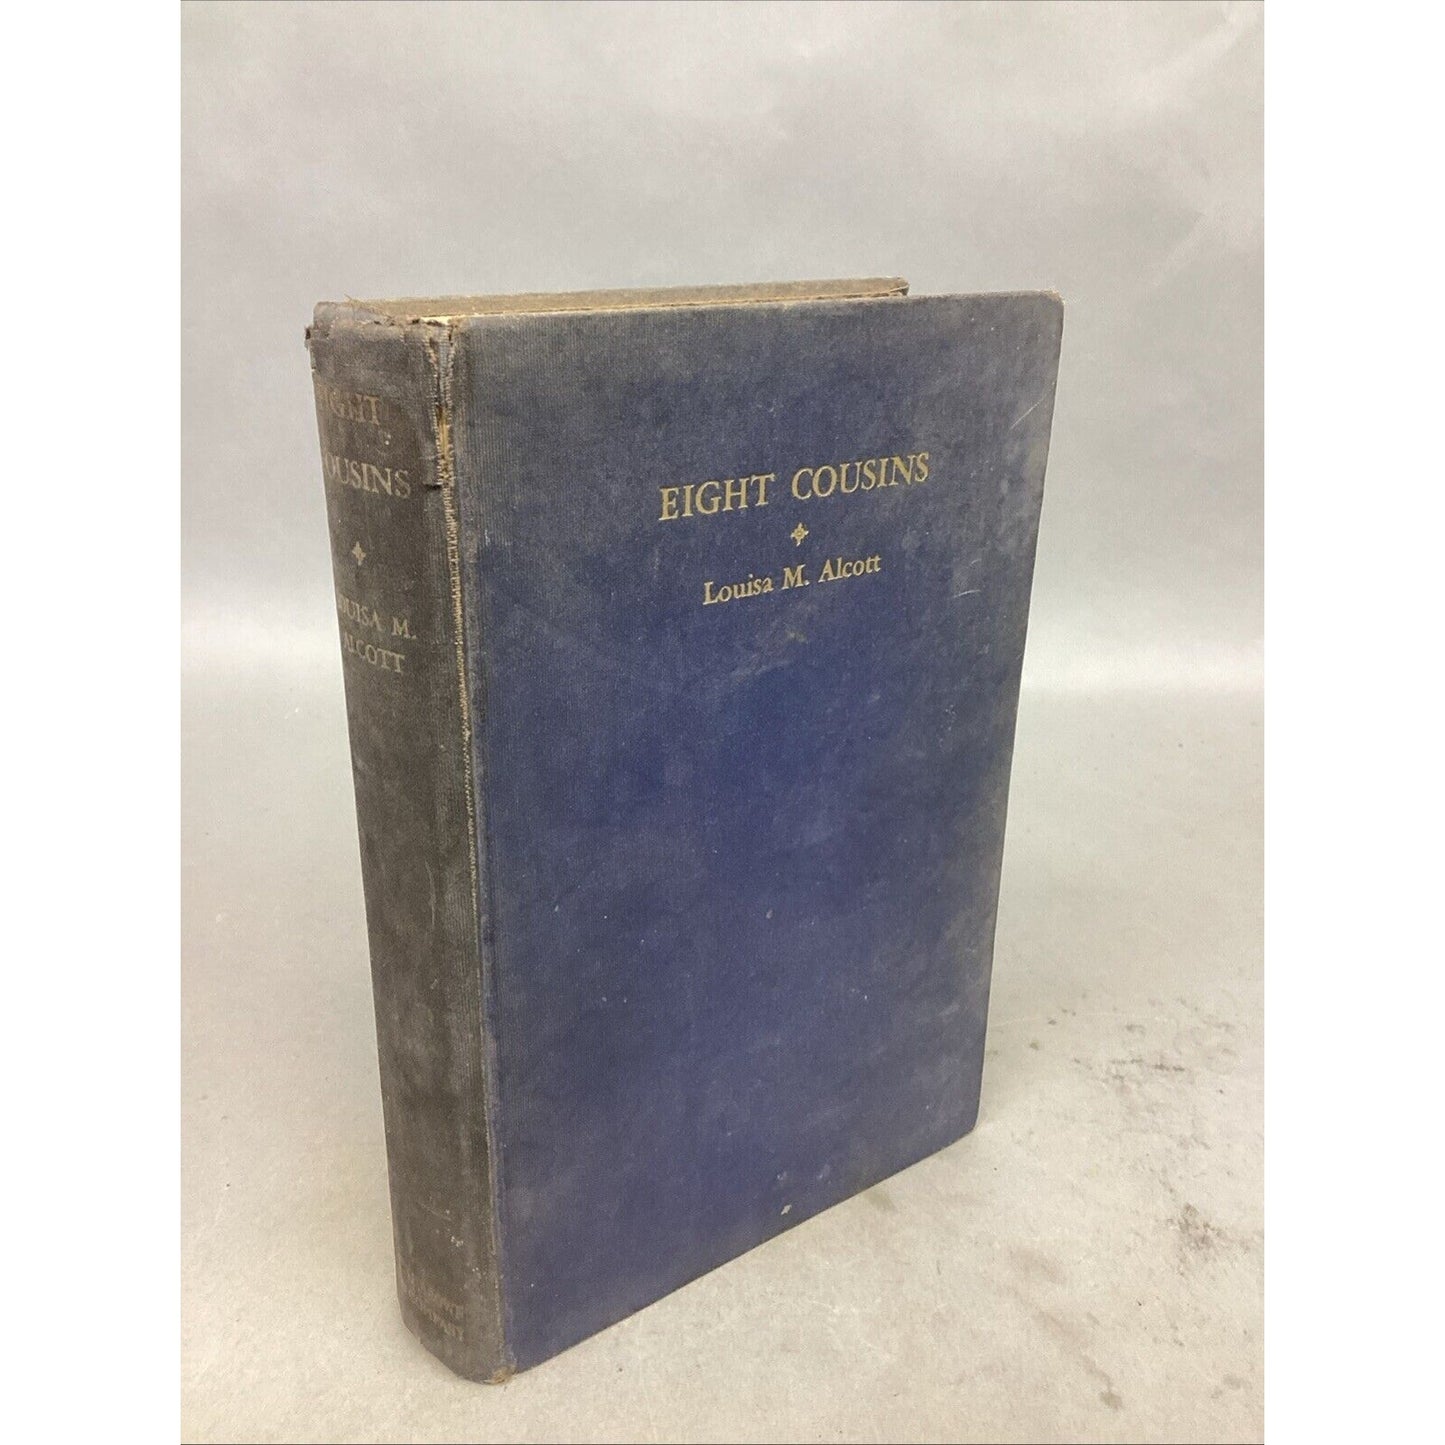 EIGHT COUSINS
Louisa M. Alcott
EIGHT
COUSINS
LOUISA M.
ALCOTT